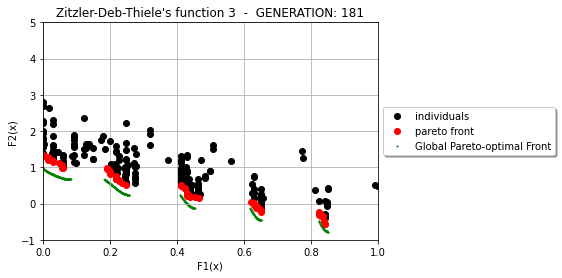 Zitzler-Deb-Thiele's function 3  -  GENERATION: 181
5
4
3
2
1
0
-1
F2(x)
0.0 0.2 0.4 0.6 0.8 1.0
F1(x)
individuals
pareto front
Global Pareto-optimal Front